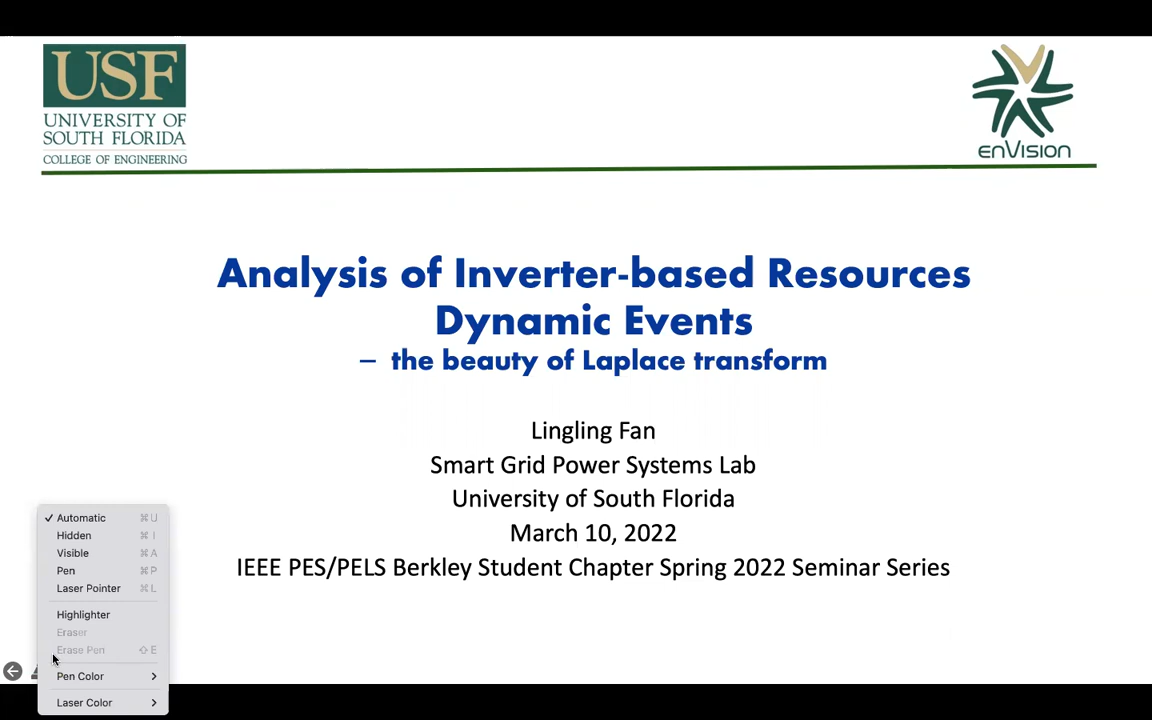 USF
UNIVERSITY OF
SOUTH FLORIDA
COLLEGE OF ENGINEERING
enVision
Analysis of Inverter-based Resources
Dynamic Events
– the beauty of Laplace transform
Lingling Fan
Smart Grid Power Systems Lab
University of South Florida
March 10, 2022
IEEE PES/PELS Berkley Student Chapter Spring 2022 Seminar Series
✓ Automatic ⌘U
Hidden ⌘I
Visible ⌘A
Pen ⌘P
Laser Pointer ⌘L
Highlighter
Eraser
Erase Pen ⇧E
Pen Color >
Laser Color >